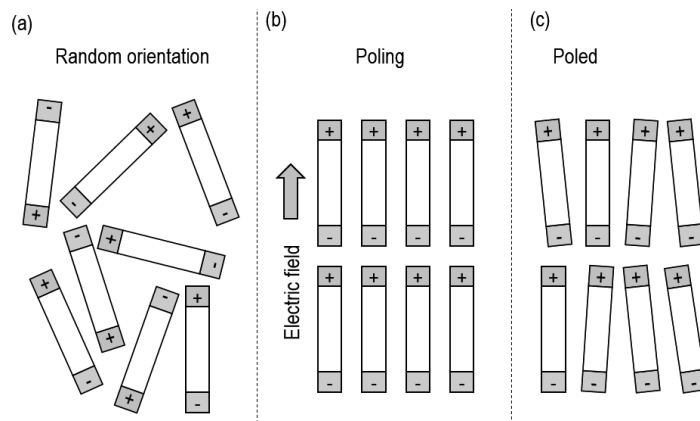 (a)
Random orientation
- + + - + - - + - + + - - + + -
(b)
Poling
Electric field
+ + + +
- - - -
+ + + +
- - - -
(c)
Poled
+ + + +
- - - -
+ + + +
- - - -